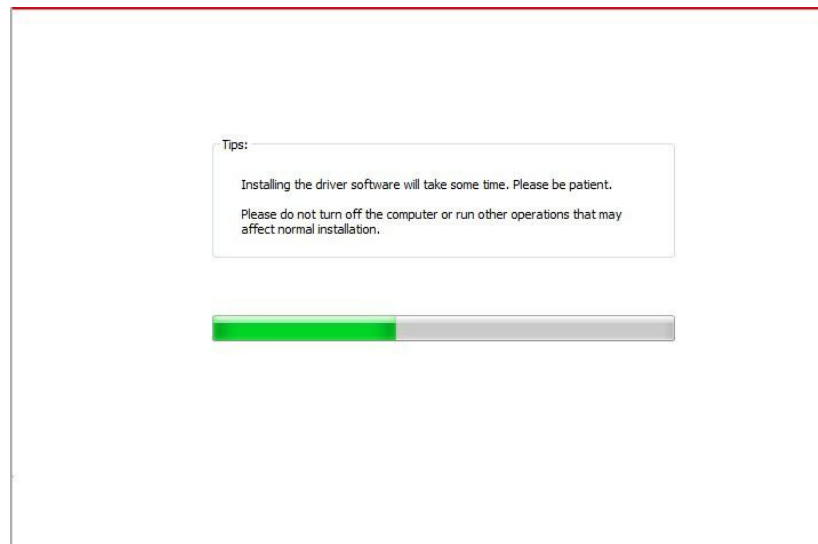 Tips:
Installing the driver software will take some time. Please be patient.
Please do not turn off the computer or run other operations that may
affect normal installation.